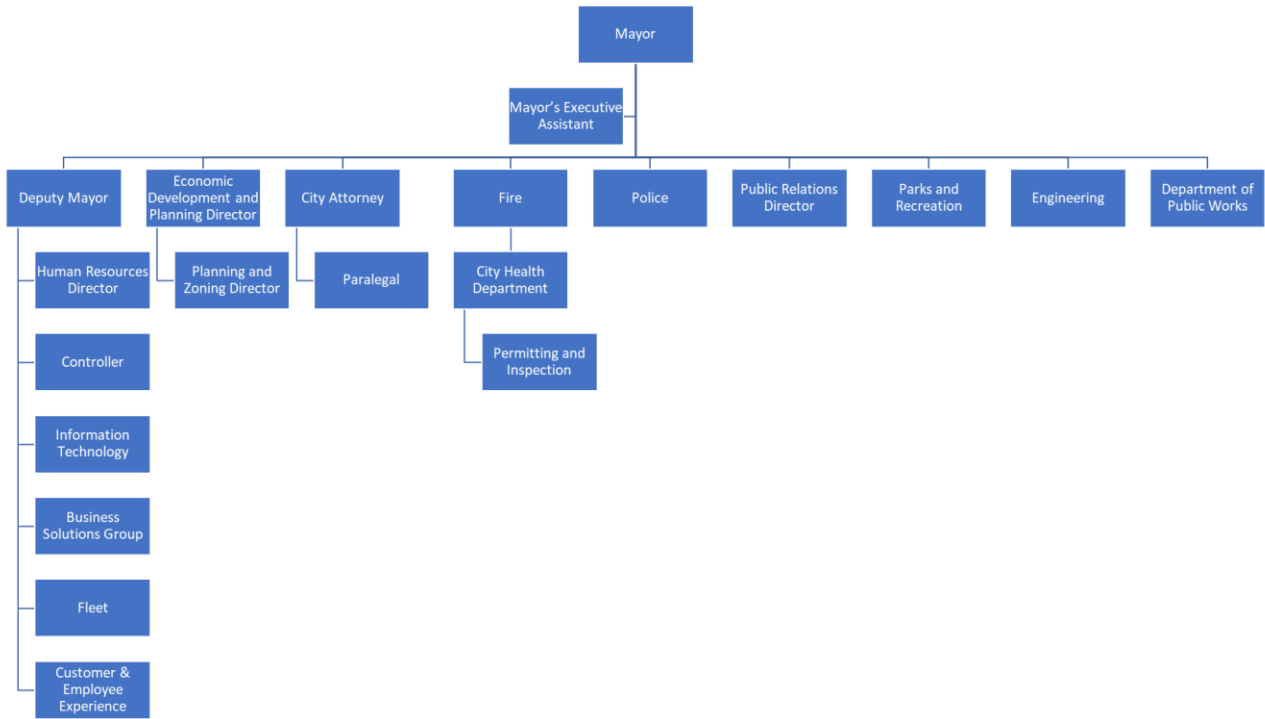 Mayor
Mayor’s Executive
Assistant
Deputy Mayor
Economic
Development and
Planning Director
City Attorney
Fire
Police
Public Relations
Director
Parks and
Recreation
Engineering
Department of
Public Works
Human Resources
Director
Planning and
Zoning Director
Paralegal
City Health
Department
Controller
Permitting and
Inspection
Information
Technology
Business
Solutions Group
Fleet
Customer &
Employee
Experience